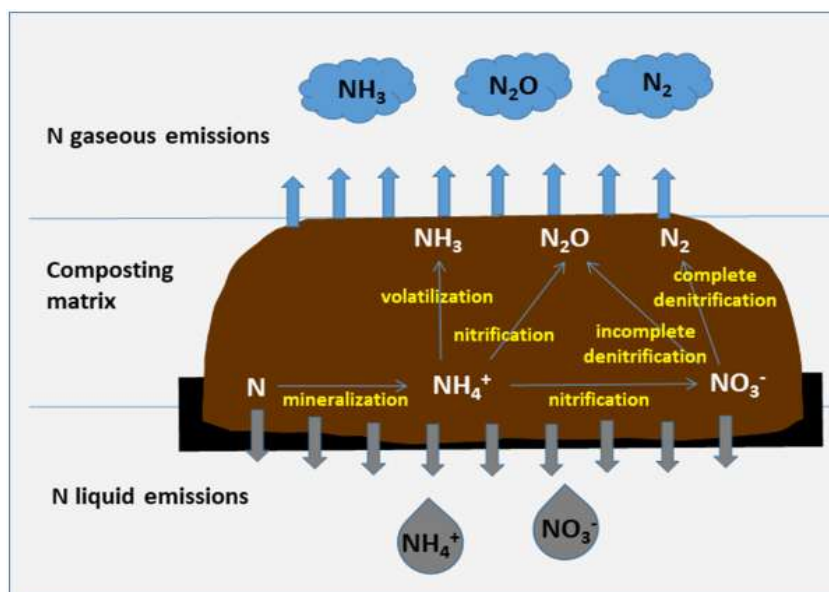 NH₃ N₂O N₂
N gaseous emissions
NH₃ N₂O N₂
Composting
matrix
complete
denitrification
volatilization
nitrification
incomplete
denitrification
N NH₄⁺ NO₃⁻
mineralization
nitrification
N liquid emissions
NH₄⁺ NO₃⁻